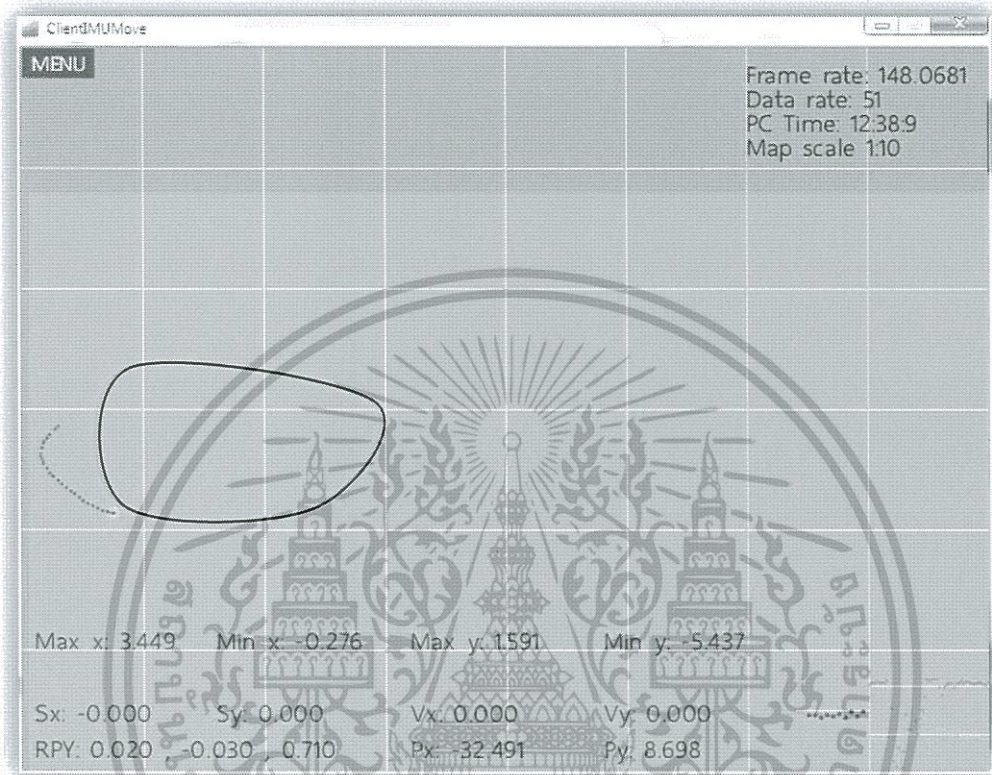 ClientIMUMove
MENU
Frame rate: 148.0681
Data rate: 51
PC Time: 12:38:9
Map scale 1:10
Max x: 3.449 Min x: -0.276 Max y: 1.591 Min y: -5.437
Sx: -0.000 Sy: 0.000 Vx: 0.000 Vy: 0.000
RPY: 0.020 , -0.030 , 0.710 Px: -32.491 Py: 8.698